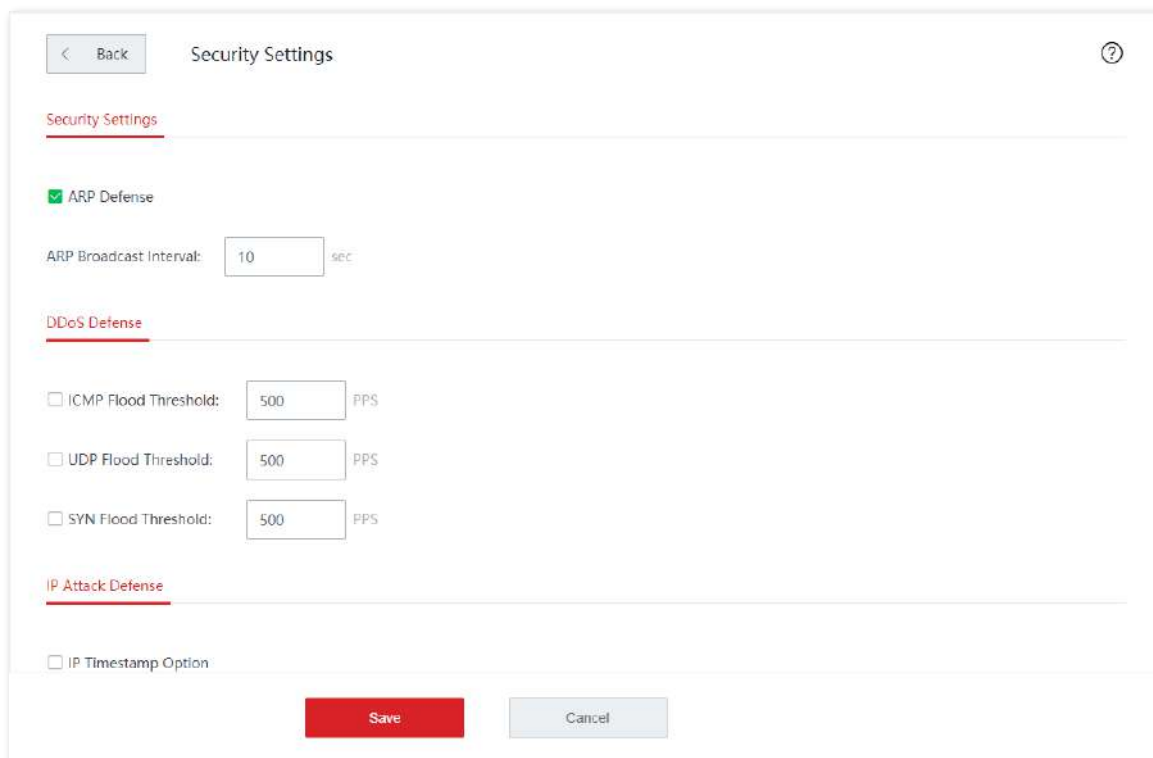 Back Security Settings
Security Settings
ARP Defense
ARP Broadcast Interval: 10 sec
DDoS Defense
ICMP Flood Threshold: 500 PPS
UDP Flood Threshold: 500 PPS
SYN Flood Threshold: 500 PPS
IP Attack Defense
IP Timestamp Option
Save Cancel